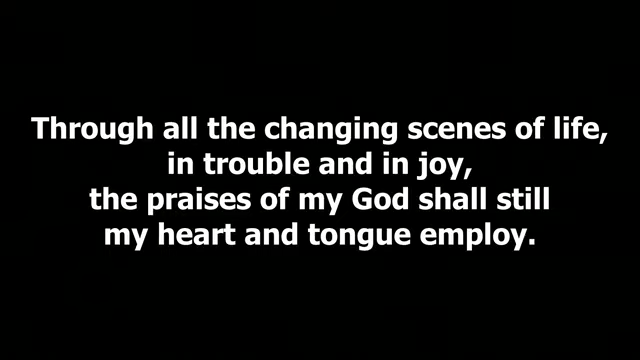 Through all the changing scenes of life,
in trouble and in joy,
the praises of my God shall still
my heart and tongue employ.